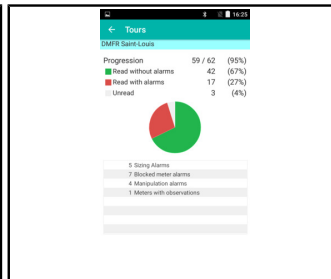 16:25
← Tours
DMFR Saint-Louis
Progression 59 / 62 (95%)
Read without alarms 42 (67%)
Read with alarms 17 (27%)
Unread 3 (4%)
5 Sizing Alarms
7 Blocked meter alarms
4 Manipulation alarms
1 Meters with observations